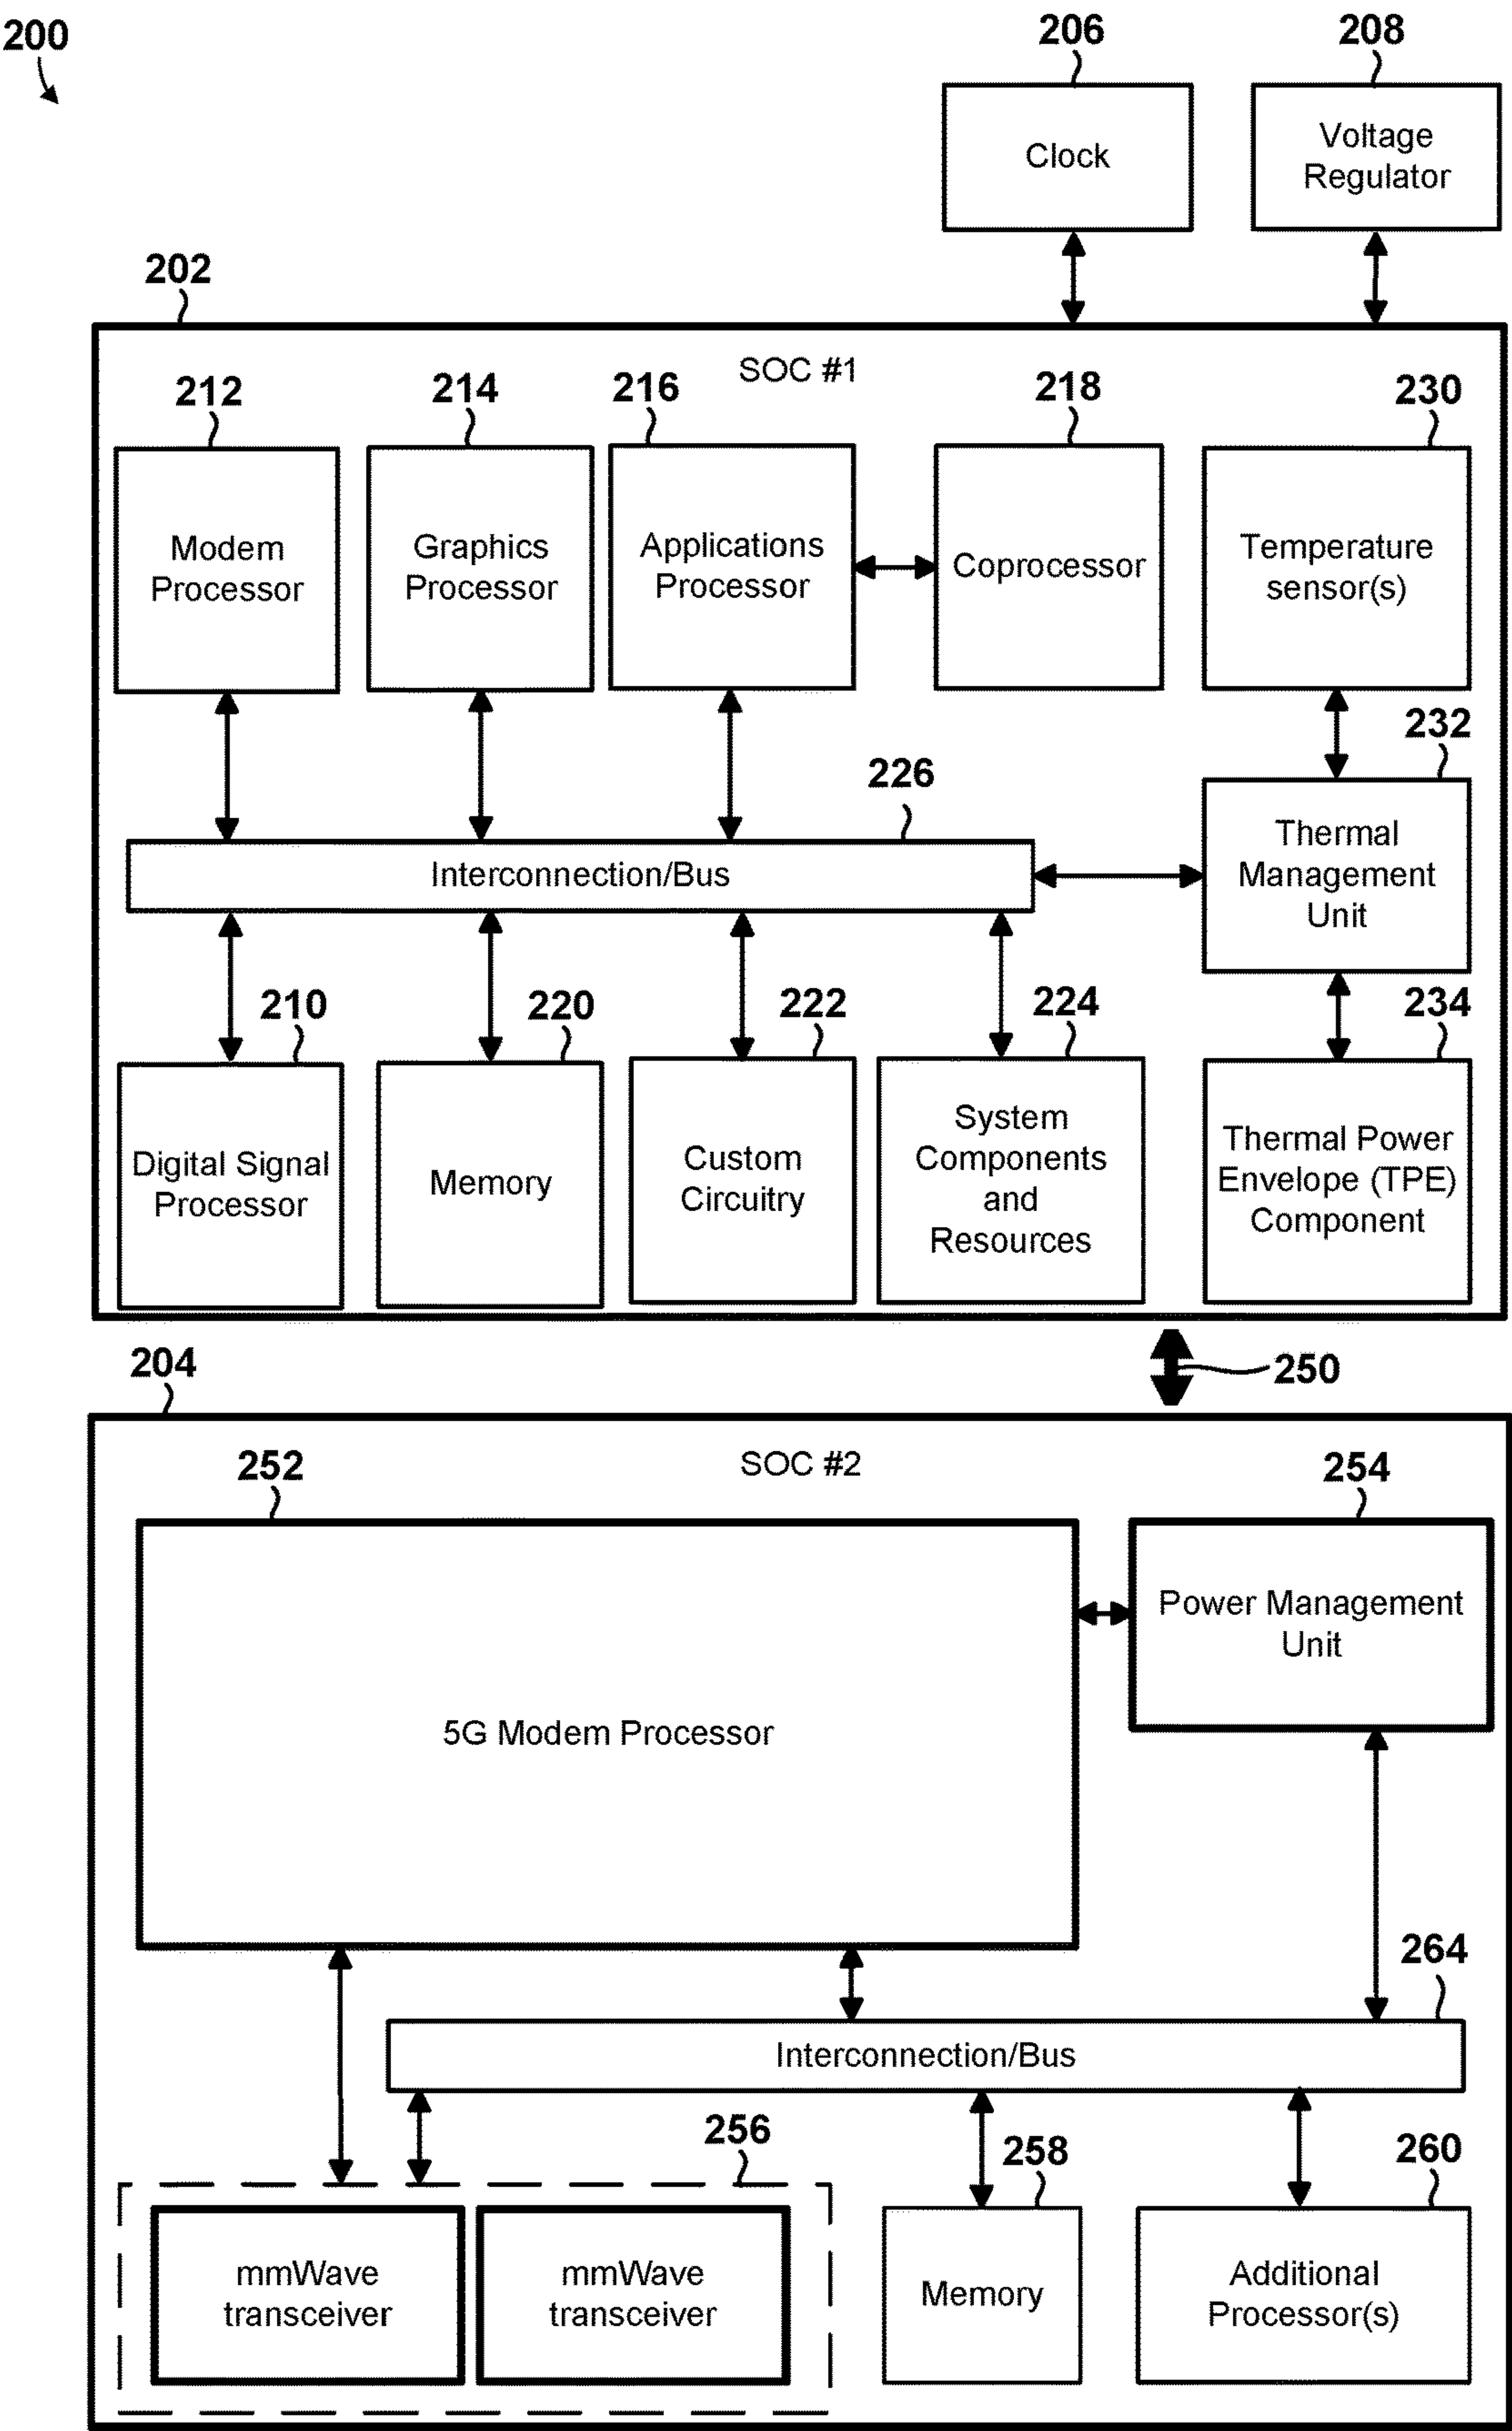 200
206
208
Clock
Voltage
Regulator
202
SOC #1
212
214
216
218
230
Modem
Processor
Graphics
Processor
Applications
Processor
Coprocessor
Temperature
sensor(s)
232
226
Interconnection/Bus
Thermal
Management
Unit
210
220
222
224
234
Digital Signal
Processor
Memory
Custom
Circuitry
System
Components
and
Resources
Thermal Power
Envelope (TPE)
Component
204
250
SOC #2
252
254
5G Modem Processor
Power Management
Unit
264
Interconnection/Bus
256
258
260
mmWave
transceiver
mmWave
transceiver
Memory
Additional
Processor(s)